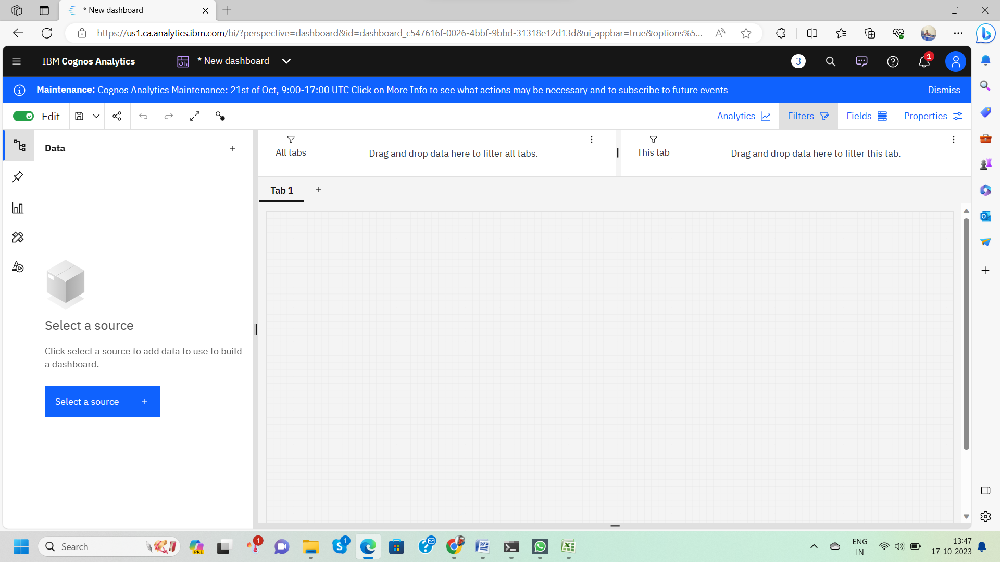 * New dashboard
https://us1.ca.analytics.ibm.com/bi/?perspective=dashboard&id=dashboard_c547616f-0026-4bbf-9bbd-31318e12d13d&ui_appbar=true&options%5...
IBM Cognos Analytics
* New dashboard
3
1
Maintenance: Cognos Analytics Maintenance: 21st of Oct, 9:00-17:00 UTC Click on More Info to see what actions may be necessary and to subscribe to future events
Dismiss
Edit
Analytics
Filters
Fields
Properties
Data
All tabs
Drag and drop data here to filter all tabs.
This tab
Drag and drop data here to filter this tab.
Tab 1
Select a source
Click select a source to add data to use to build
a dashboard.
Select a source
Search
PRE
1
1
ENG
IN
13:47
17-10-2023